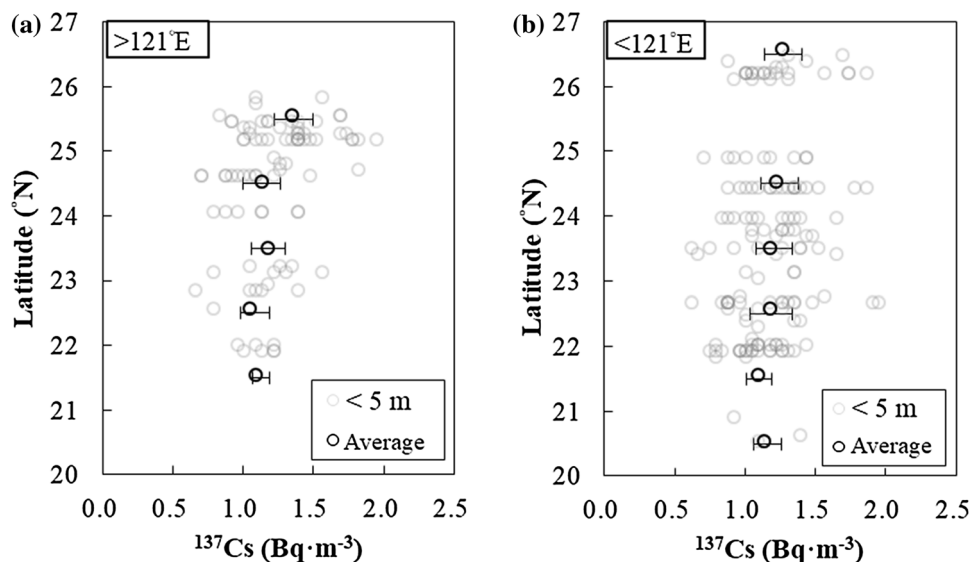 (a)
>121°E
27
26
25
24
23
22
21
20
Latitude (°N)
0.0 0.5 1.0 1.5 2.0 2.5
¹³⁷Cs (Bq·m⁻³)
< 5 m
Average
(b)
<121°E
27
26
25
24
23
22
21
20
Latitude (°N)
0.0 0.5 1.0 1.5 2.0 2.5
¹³⁷Cs (Bq·m⁻³)
< 5 m
Average